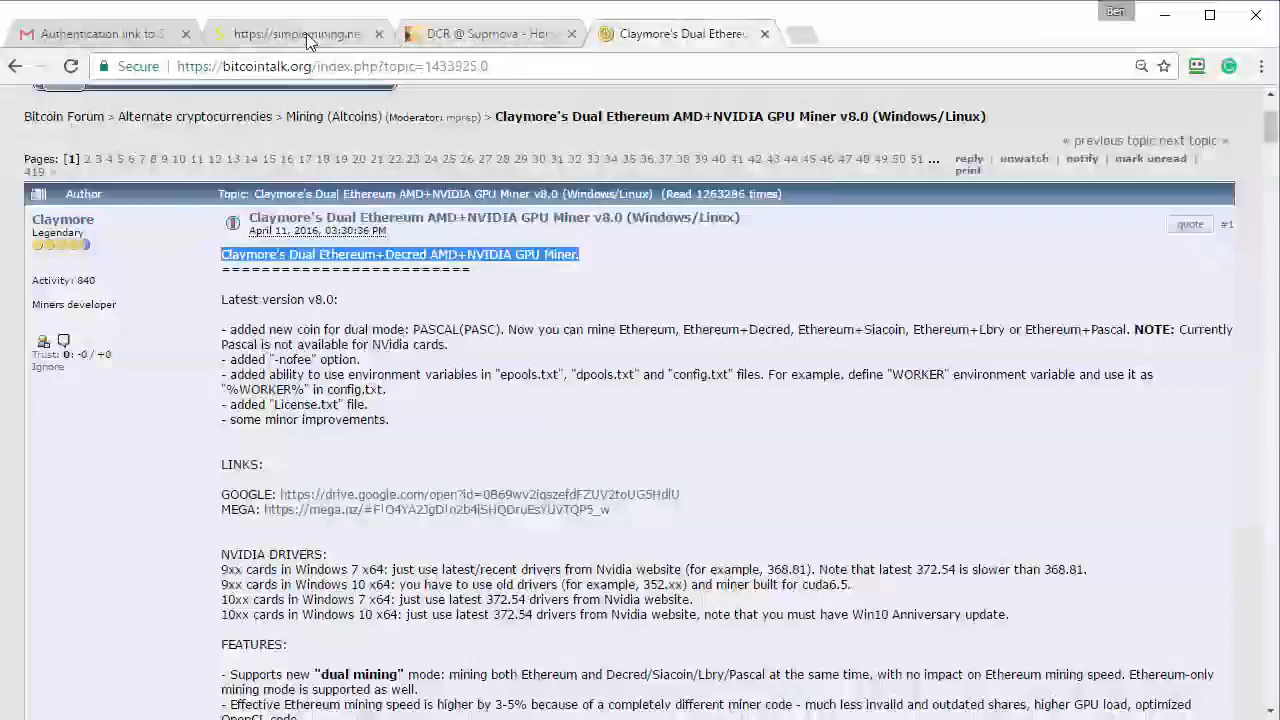 Ben
Authentication link to S
https://simplemining.ne
DCR @ Suprnova - Hom
Claymore's Dual Ethereu
Secure
https://bitcointalk.org/index.php?topic=1433925.0
Bitcoin Forum > Alternate cryptocurrencies > Mining (Altcoins) (Moderator: mprep) > Claymore's Dual Ethereum AMD+NVIDIA GPU Miner v8.0 (Windows/Linux)
« previous topic next topic »
Pages: [1] 2 3 4 5 6 7 8 9 10 11 12 13 14 15 16 17 18 19 20 21 22 23 24 25 26 27 28 29 30 31 32 33 34 35 36 37 38 39 40 41 42 43 44 45 46 47 48 49 50 51 ...
419 »
reply | unwatch | notify | mark unread |
print
Author
Topic: Claymore's Dual Ethereum AMD+NVIDIA GPU Miner v8.0 (Windows/Linux) (Read 1263286 times)
Claymore
Legendary
Activity: 840
Miners developer
Trust: 0: -0 / +0
Ignore
Claymore's Dual Ethereum AMD+NVIDIA GPU Miner v8.0 (Windows/Linux)
April 11, 2016, 03:30:36 PM
quote
#1
Claymore's Dual Ethereum+Decred AMD+NVIDIA GPU Miner.
=========================
Latest version v8.0:
- added new coin for dual mode: PASCAL(PASC). Now you can mine Ethereum, Ethereum+Decred, Ethereum+Siacoin, Ethereum+Lbry or Ethereum+Pascal. NOTE: Currently
Pascal is not available for NVidia cards.
- added "-nofee" option.
- added ability to use environment variables in "epools.txt", "dpools.txt" and "config.txt" files. For example, define "WORKER" environment variable and use it as
"%WORKER%" in config.txt.
- added "License.txt" file.
- some minor improvements.
LINKS:
GOOGLE:
MEGA:
NVIDIA DRIVERS:
9xx cards in Windows 7 x64: just use latest/recent drivers from Nvidia website (for example, 368.81). Note that latest 372.54 is slower than 368.81.
9xx cards in Windows 10 x64: you have to use old drivers (for example, 352.xx) and miner built for cuda6.5.
10xx cards in Windows 7 x64: just use latest 372.54 drivers from Nvidia website.
10xx cards in Windows 10 x64: just use latest 372.54 drivers from Nvidia website, note that you must have Win10 Anniversary update.
FEATURES:
- Supports new "dual mining" mode: mining both Ethereum and Decred/Siacoin/Lbry/Pascal at the same time, with no impact on Ethereum mining speed. Ethereum-only
mining mode is supported as well.
- Effective Ethereum mining speed is higher by 3-5% because of a completely different miner code - much less invalid and outdated shares, higher GPU load, optimized
OpenCL code